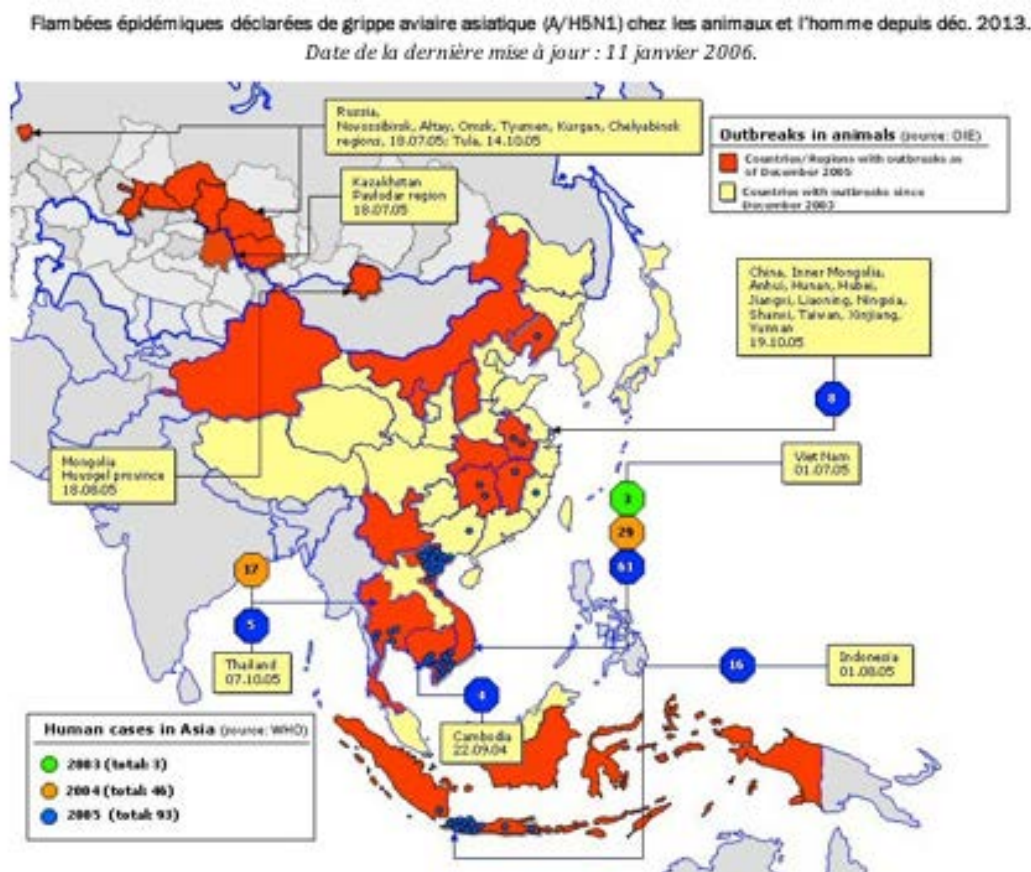 Flambées épidémiques déclarées de grippe aviaire asiatique (A/H5N1) chez les animaux et l'homme depuis déc. 2013.
Date de la dernière mise à jour : 11 janvier 2006.
Russia,
Novossibirsk, Altay, Omsk, Tyumen, Kurgan, Chelyabinsk
regions, 18.07.05; Tula, 14.10.05
Outbreaks in animals (source: OIE)
Countries/Regions with outbreaks as
of December 2005
Countries with outbreaks since
December 2003
Kazakhstan
Pavlodar region
18.07.05
China, Inner Mongolia,
Anhui, Hunan, Hubei,
Jiangxi, Liaoning, Ningxia,
Shanxi, Taiwan, Xinjiang,
Yunnan
19.10.05
8
Mongolia
Huvsgel province
18.08.05
Viet Nam
01.07.05
3
29
61
17
5
Thailand
07.10.05
16
Indonesia
01.08.05
4
Cambodia
22.09.04
Human cases in Asia (source: WHO)
2003 (total: 3)
2004 (total: 46)
2005 (total: 93)